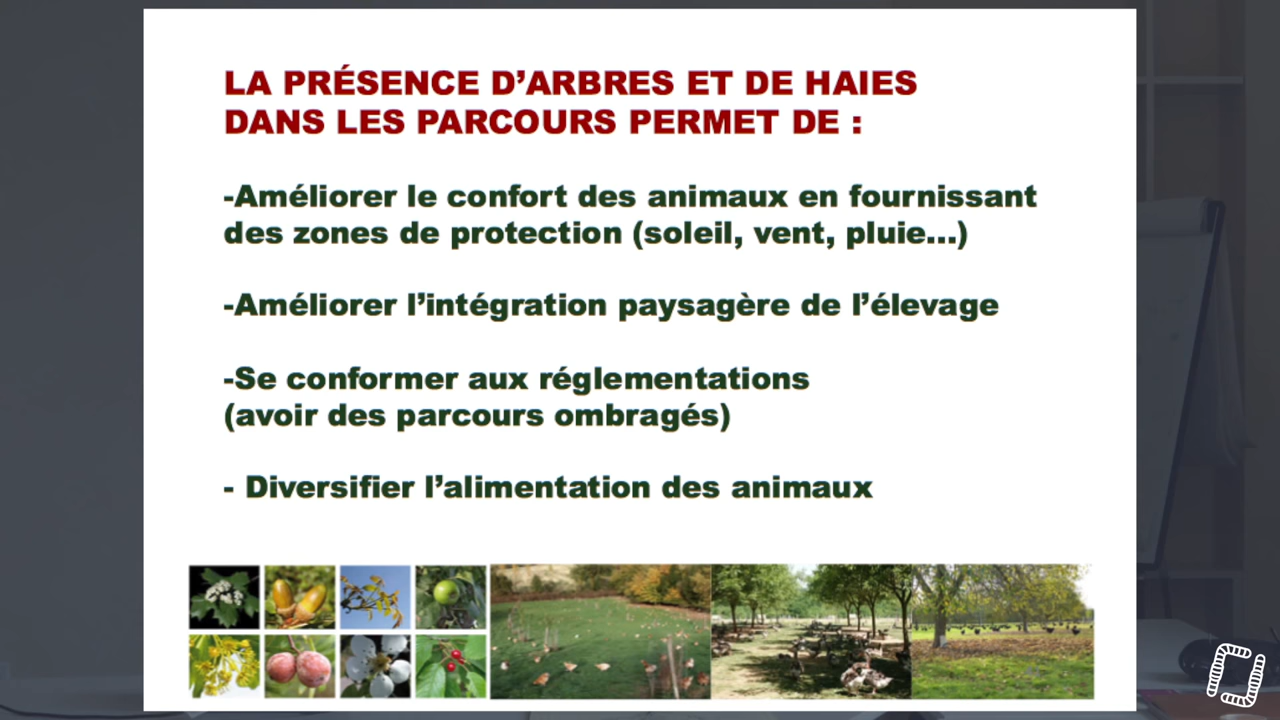 LA PRÉSENCE D’ARBRES ET DE HAIES
DANS LES PARCOURS PERMET DE :
-Améliorer le confort des animaux en fournissant
des zones de protection (soleil, vent, pluie...)
-Améliorer l’intégration paysagère de l’élevage
-Se conformer aux réglementations
(avoir des parcours ombragés)
- Diversifier l’alimentation des animaux